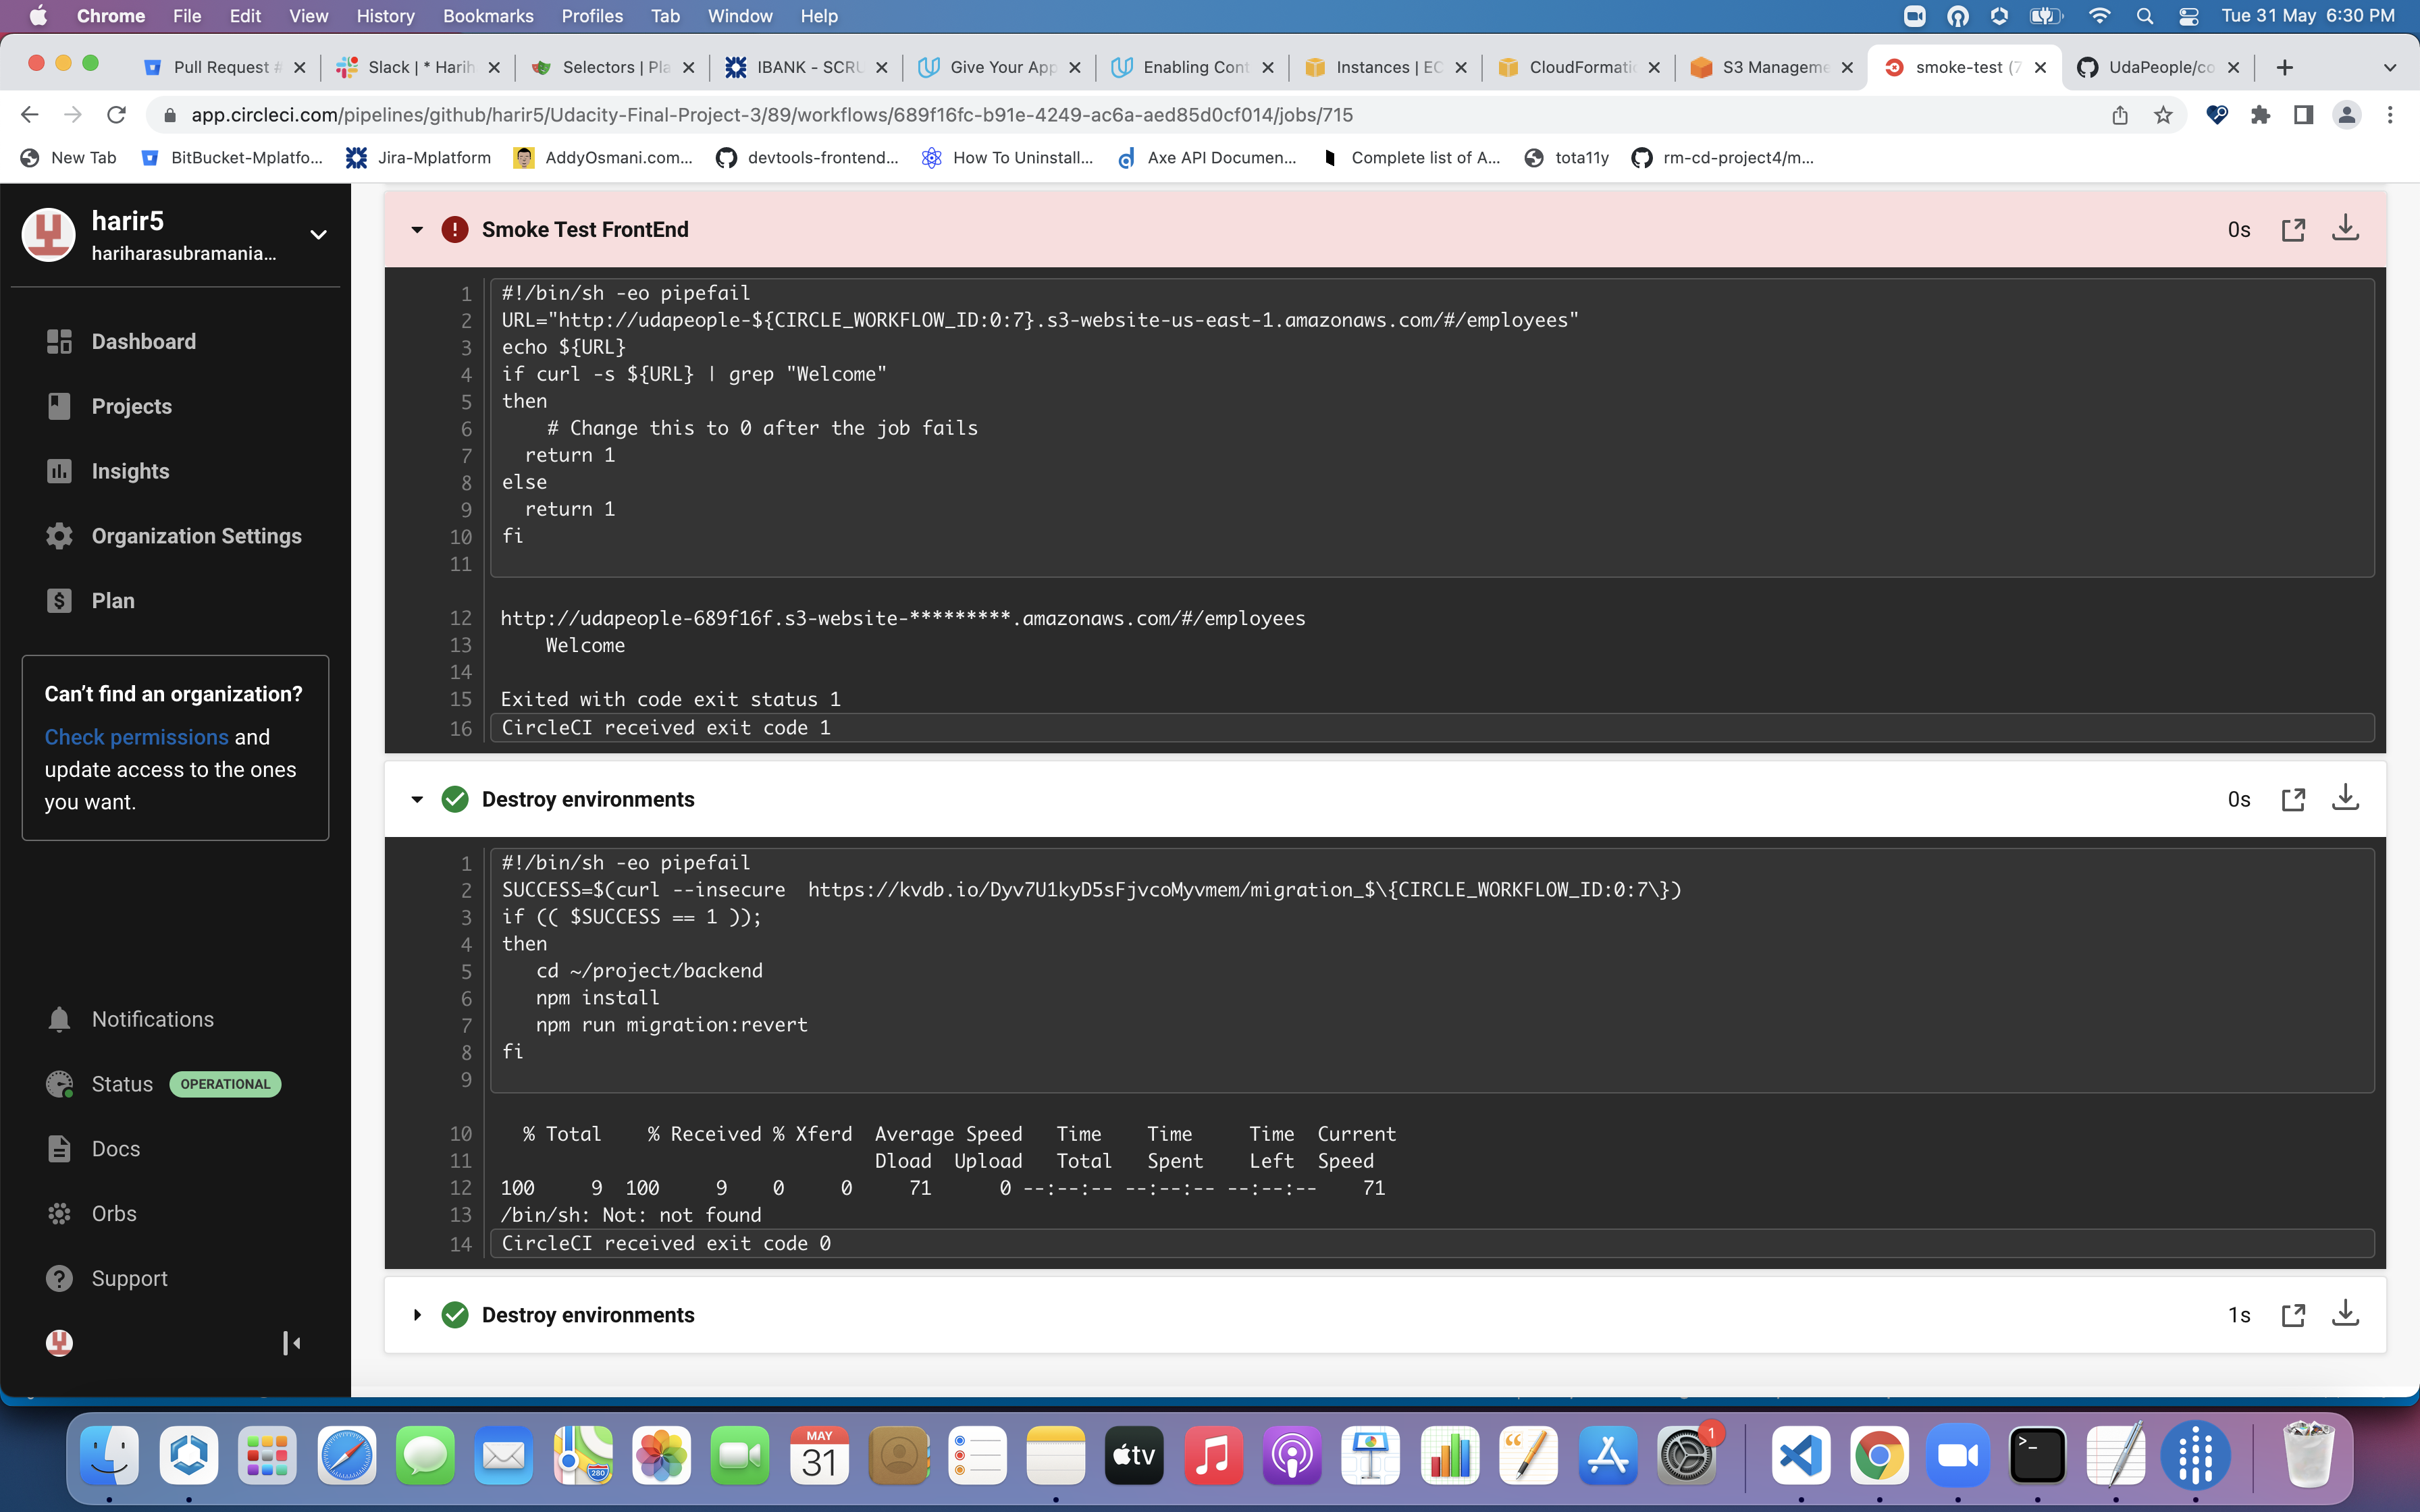 Chrome File Edit View History Bookmarks Profiles Tab Window Help Tue 31 May 6:30 PM
Pull Request # Slack | * Harih Selectors | Pla IBANK - SCRU Give Your App Enabling Cont Instances | EC CloudFormatic S3 Manageme smoke-test (7 UdaPeople/co
app.circleci.com/pipelines/github/harir5/Udacity-Final-Project-3/89/workflows/689f16fc-b91e-4249-ac6a-aed85d0cf014/jobs/715
New Tab BitBucket-Mplatfo... Jira-Mplatform AddyOsmani.com... devtools-frontend... How To Uninstall... Axe API Documen... Complete list of A... tota11y rm-cd-project4/m...
harir5
hariharasubramania...
Dashboard
Projects
Insights
Organization Settings
Plan
Can't find an organization?
Check permissions and
update access to the ones
you want.
Notifications
Status OPERATIONAL
Docs
Orbs
Support
Smoke Test FrontEnd 0s
1 #!/bin/sh -eo pipefail
2 URL="http://udapeople-${CIRCLE_WORKFLOW_ID:0:7}.s3-website-us-east-1.amazonaws.com/#/employees"
3 echo ${URL}
4 if curl -s ${URL} | grep "Welcome"
5 then
6 # Change this to 0 after the job fails
7 return 1
8 else
9 return 1
10 fi
11
12 http://udapeople-689f16f.s3-website-*********.amazonaws.com/#/employees
13 Welcome
14
15 Exited with code exit status 1
16 CircleCI received exit code 1
Destroy environments 0s
1 #!/bin/sh -eo pipefail
2 SUCCESS=$(curl --insecure https://kvdb.io/Dyv7U1kyD5sFjvcoMyvmem/migration_$\{CIRCLE_WORKFLOW_ID:0:7\})
3 if (( $SUCCESS == 1 ));
4 then
5 cd ~/project/backend
6 npm install
7 npm run migration:revert
8 fi
9
10 % Total % Received % Xferd Average Speed Time Time Time Current
11 Dload Upload Total Spent Left Speed
12 100 9 100 9 0 0 71 0 --:--:-- --:--:-- --:--:-- 71
13 /bin/sh: Not: not found
14 CircleCI received exit code 0
Destroy environments 1s
MAY
31
280
tv
1